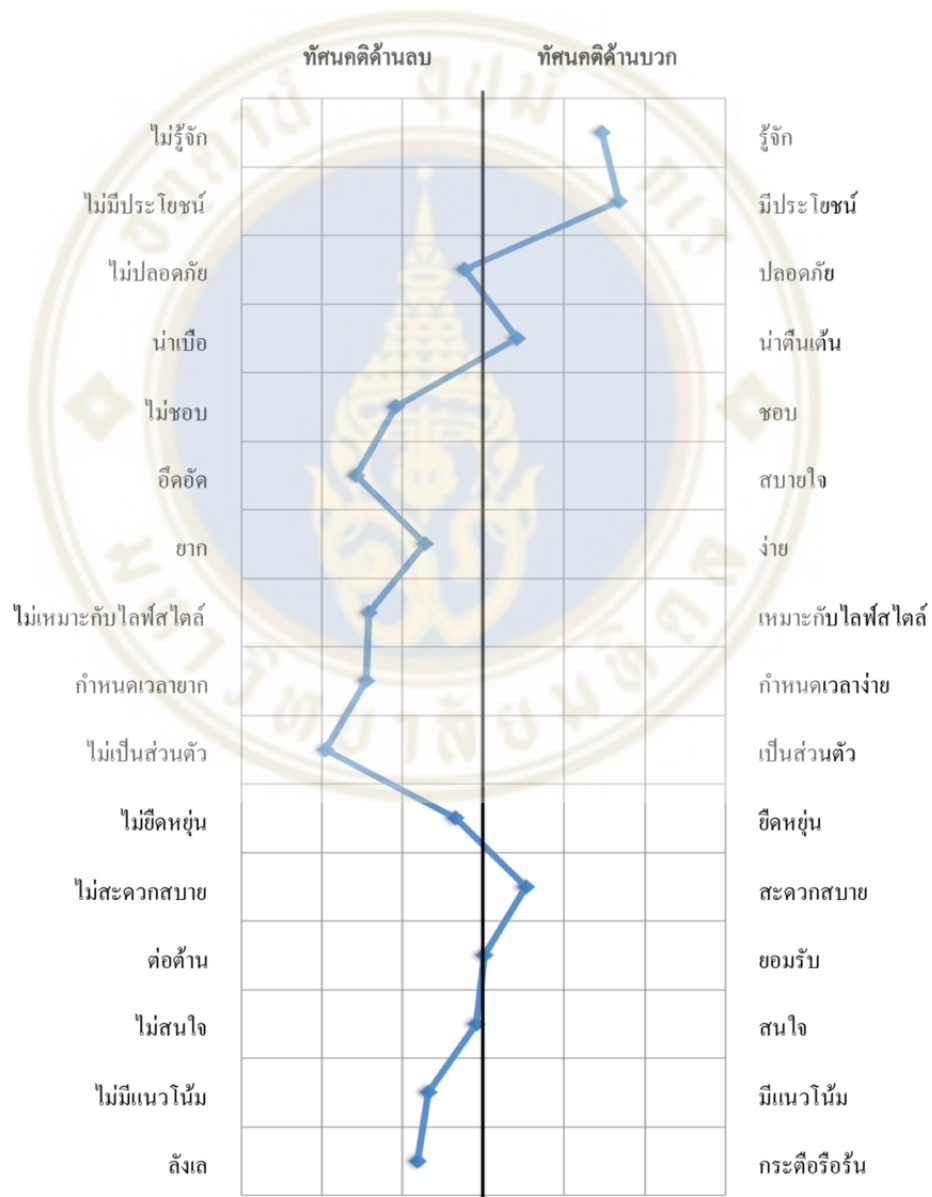 ทัศนคติด้านลบ ทัศนคติด้านบวก
ไม่รู้จัก รู้จัก
ไม่มีประโยชน์ มีประโยชน์
ไม่ปลอดภัย ปลอดภัย
น่าเบื่อ น่าตื่นเต้น
ไม่ชอบ ชอบ
อึดอัด สบายใจ
ยาก ง่าย
ไม่เหมาะกับไลฟ์สไตล์ เหมาะกับไลฟ์สไตล์
กำหนดเวลายาก กำหนดเวลาง่าย
ไม่เป็นส่วนตัว เป็นส่วนตัว
ไม่ยืดหยุ่น ยืดหยุ่น
ไม่สะดวกสบาย สะดวกสบาย
ต่อต้าน ยอมรับ
ไม่สนใจ สนใจ
ไม่มีแนวโน้ม มีแนวโน้ม
ลังเล กระตือรือร้น
มหาวิทยาลัยมหิดล